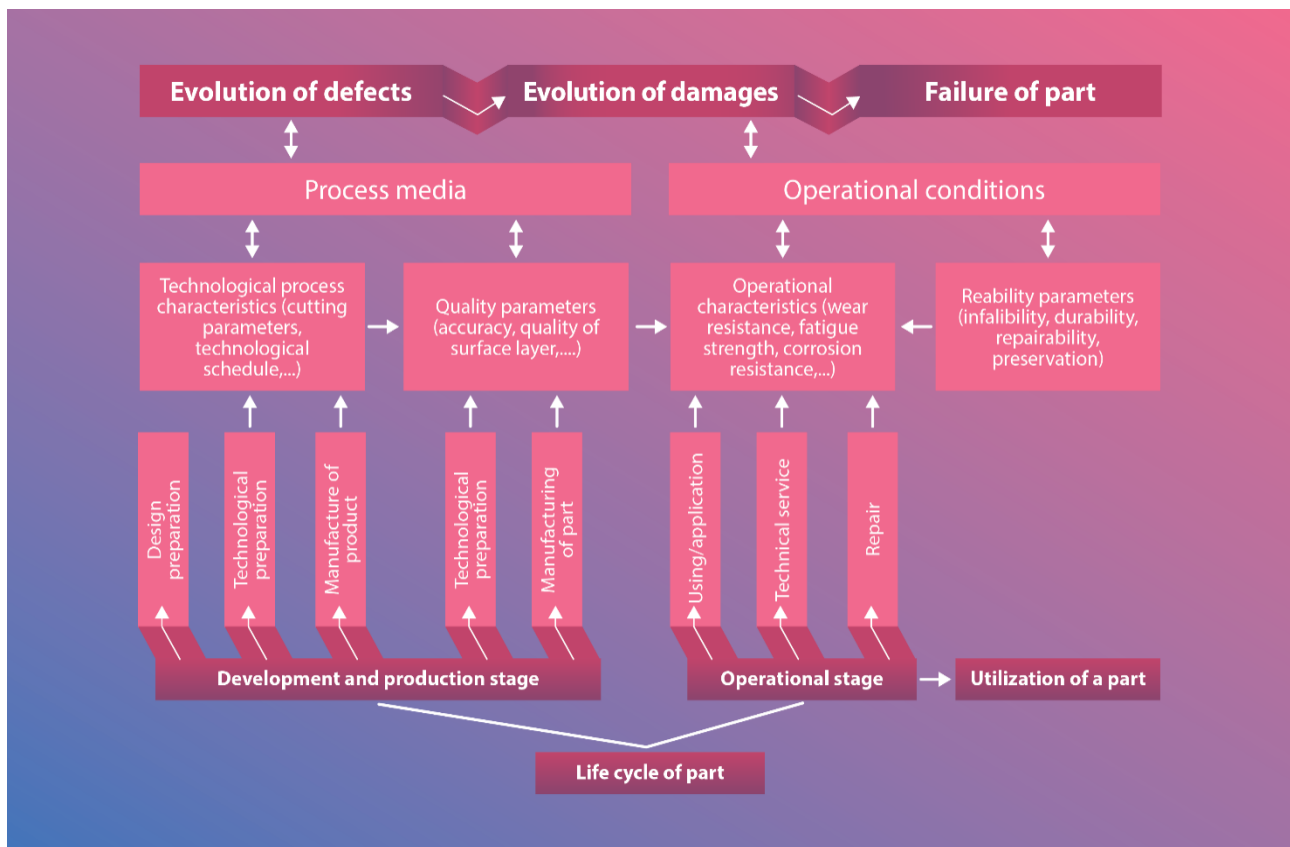 Evolution of defects
Evolution of damages
Failure of part
Process media
Operational conditions
Technological process
characteristics (cutting
parameters,
technological
schedule,...)
Quality parameters
(accuracy, quality of
surface layer,....)
Operational
characteristics (wear
resistance, fatigue
strength, corrosion
resistance,...)
Reability parameters
(infalibility, durability,
repairability,
preservation)
Design
preparation
Technological
preparation
Manufacture of
product
Technological
preparation
Manufacturing
of part
Using/application
Technical service
Repair
Development and production stage
Operational stage
Utilization of a part
Life cycle of part